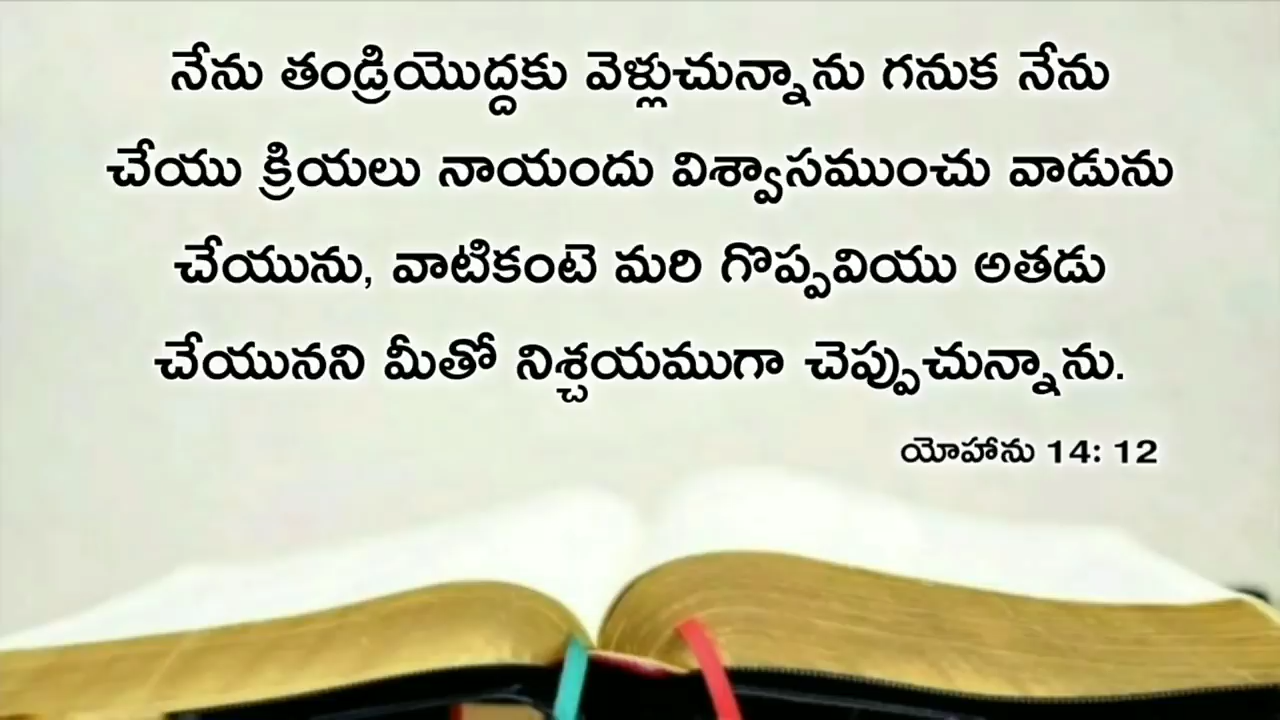 నేను తండ్రియొద్దకు వెళ్లుచున్నాను గనుక నేను
చేయు క్రియలు నాయందు విశ్వాసముంచు వాడును
చేయును, వాటికంటె మరి గొప్పవియు అతడు
చేయునని మీతో నిశ్చయముగా చెప్పుచున్నాను.
యోహాను 14: 12